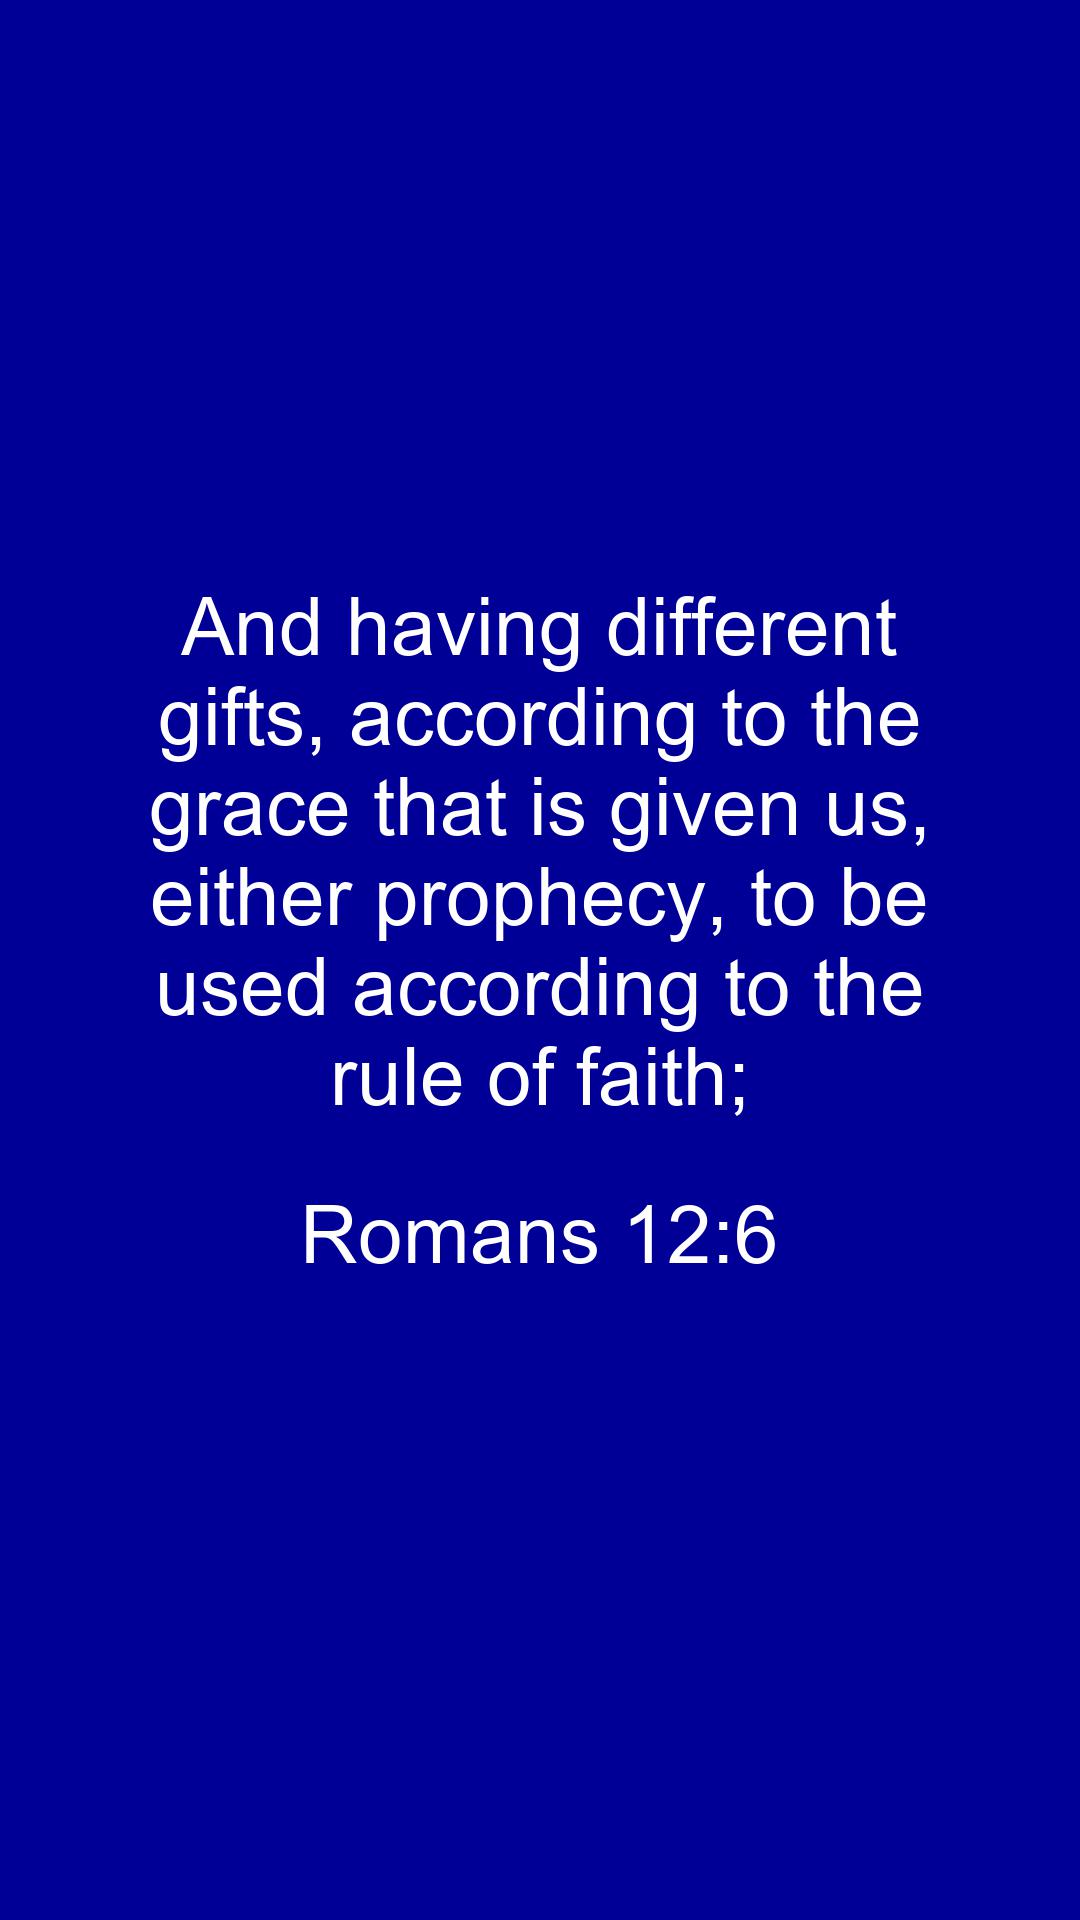 And having different
gifts, according to the
grace that is given us,
either prophecy, to be
used according to the
rule of faith;
Romans 12:6